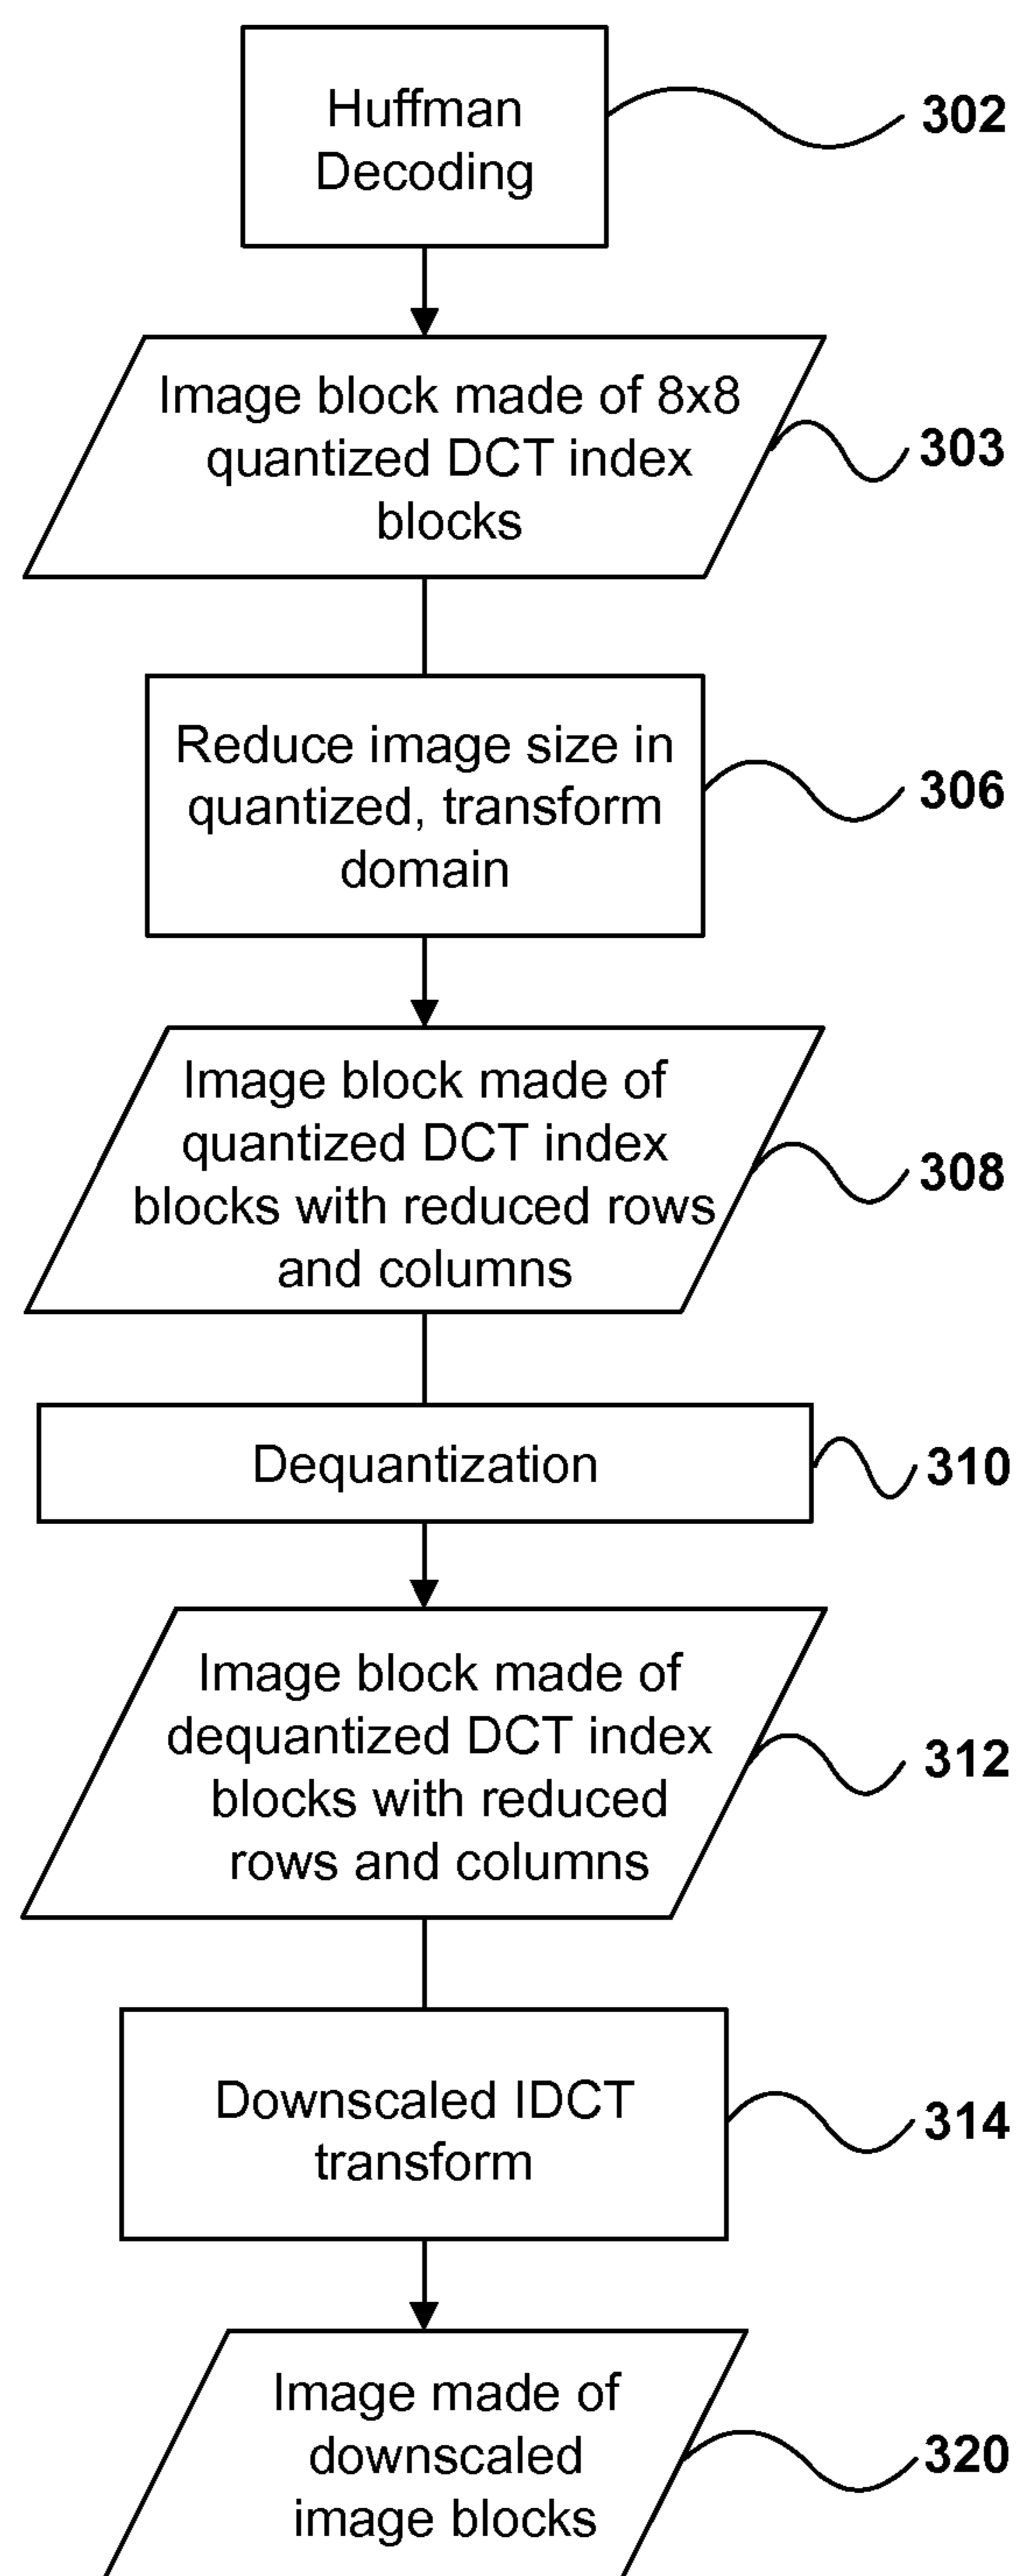 Huffman
Decoding
302
Image block made of 8x8
quantized DCT index
blocks
303
Reduce image size in
quantized, transform
domain
306
Image block made of
quantized DCT index
blocks with reduced rows
and columns
308
Dequantization
310
Image block made of
dequantized DCT index
blocks with reduced
rows and columns
312
Downscaled IDCT
transform
314
Image made of
downscaled
image blocks
320